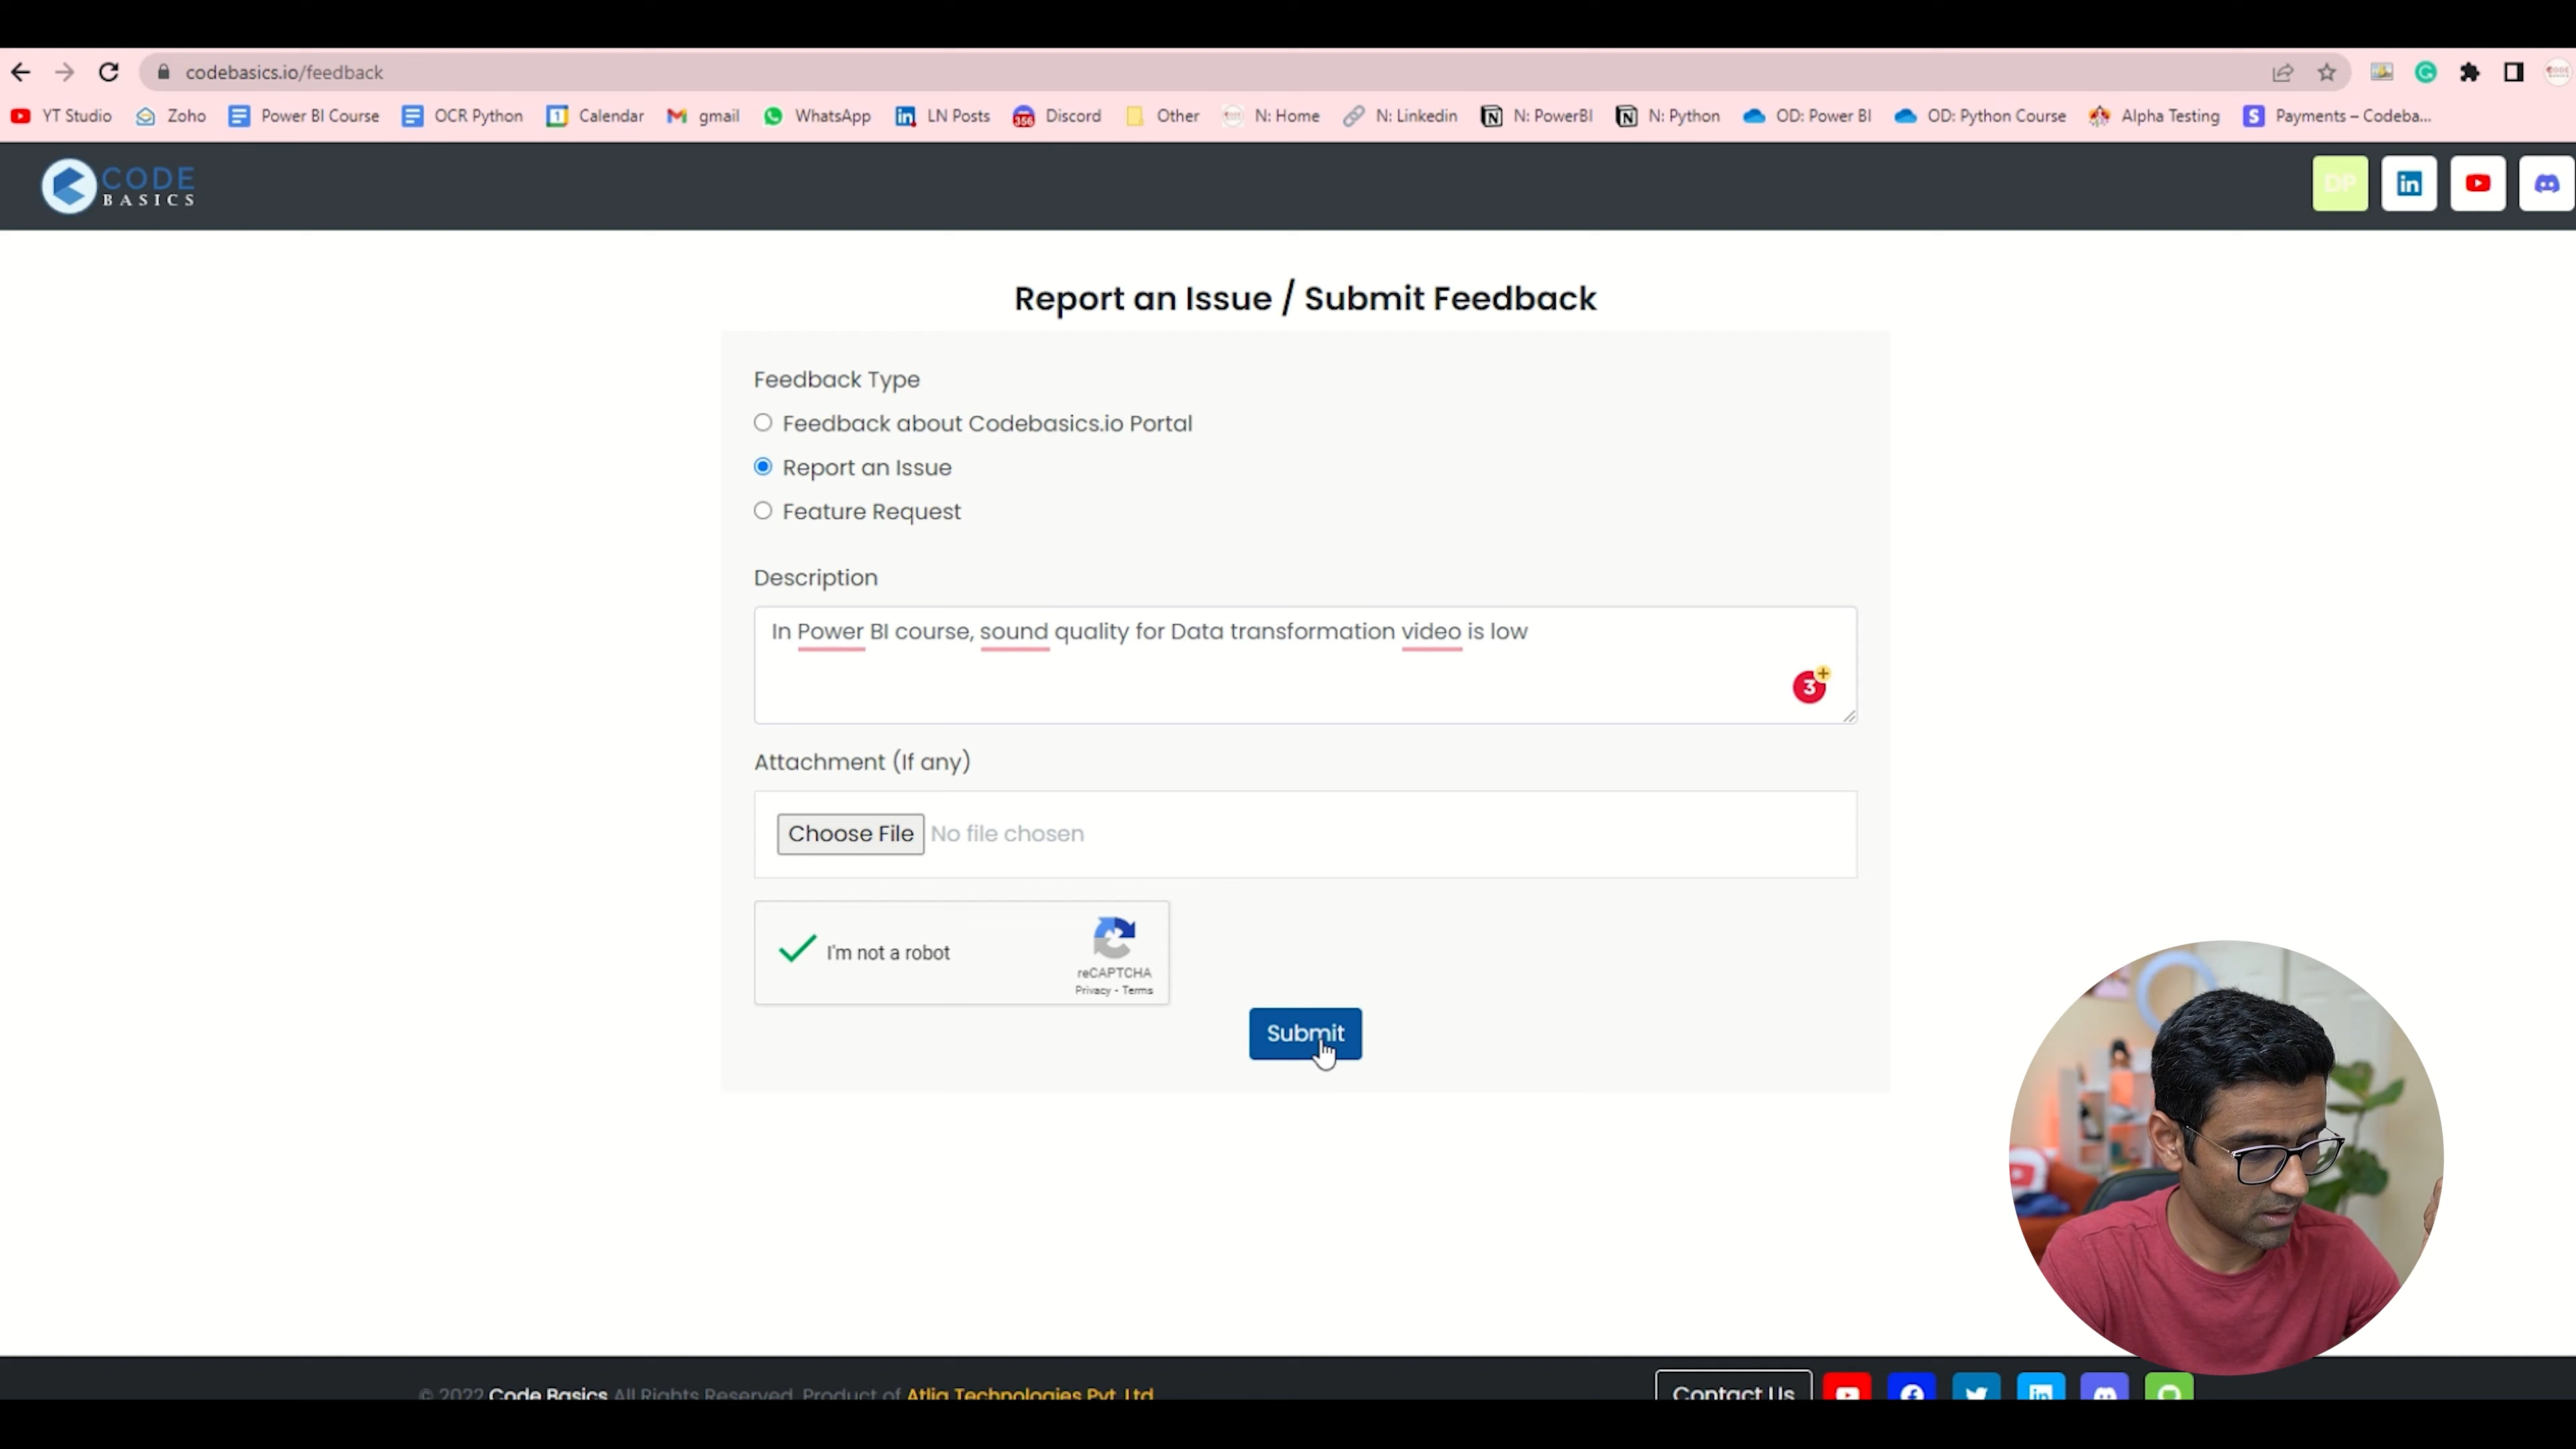 codebasics.io/feedback
YT Studio Zoho Power BI Course OCR Python Calendar gmail WhatsApp LN Posts Discord Other N: Home N: Linkedin N: PowerBI N: Python OD: Power BI OD: Python Course Alpha Testing Payments – Codeba...
CODE
BASICS
DP
Report an Issue / Submit Feedback
Feedback Type
Feedback about Codebasics.io Portal
Report an Issue
Feature Request
Description
In Power BI course, sound quality for Data transformation video is low
3
Attachment (If any)
Choose File No file chosen
I'm not a robot
reCAPTCHA
Privacy - Terms
Submit
© 2022 Code Basics All Rights Reserved. Product of Atliq Technologies Pvt. Ltd
Contact Us